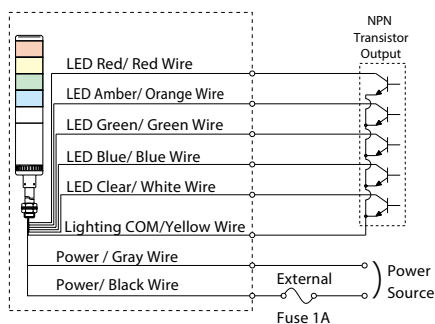 NPN
Transistor
Output
LED Red/ Red Wire
LED Amber/ Orange Wire
LED Green/ Green Wire
LED Blue/ Blue Wire
LED Clear/ White Wire
Lighting COM/Yellow Wire
Power / Gray Wire
Power/ Black Wire
External
Fuse 1A
Power
Source